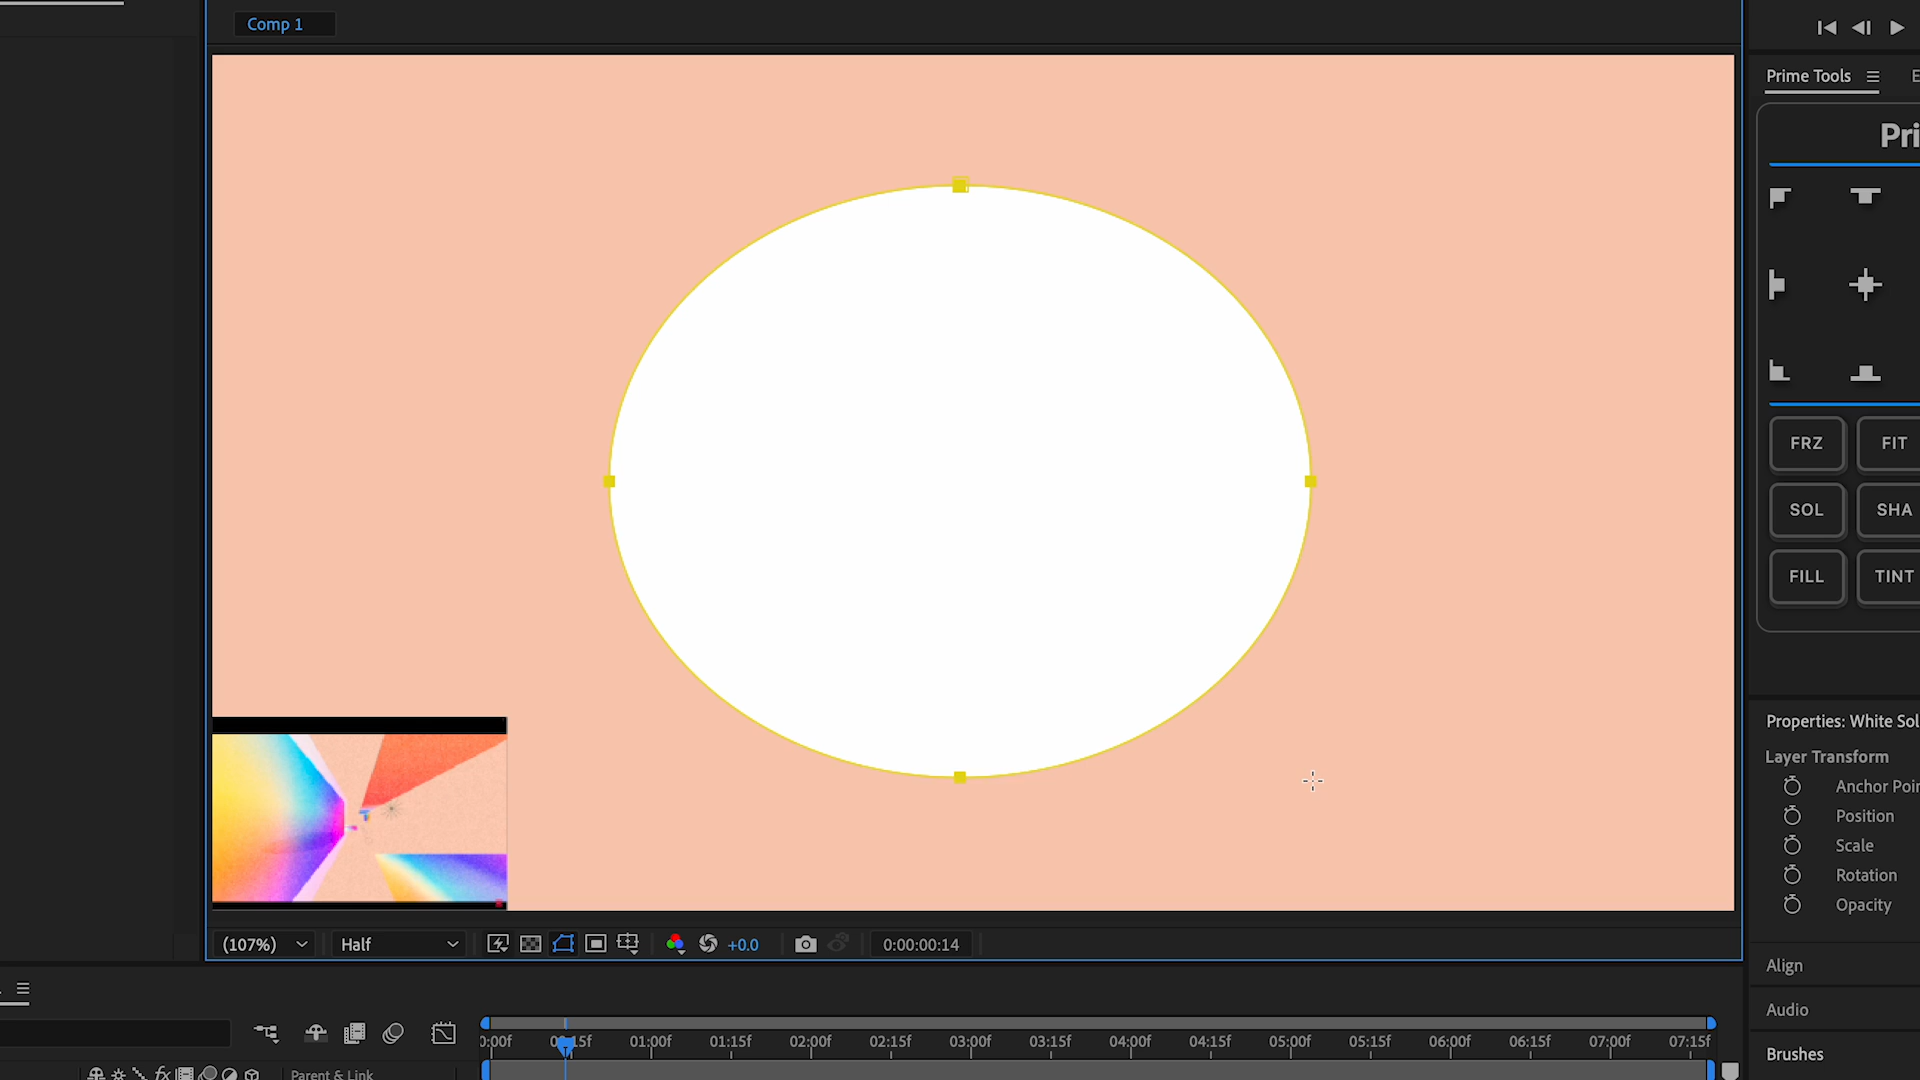 Comp 1
Prime Tools
Pri
FRZ
FIT
SOL
SHA
FILL
TINT
Properties: White Sol
Layer Transform
Anchor Poin
Position
Scale
Rotation
Opacity
(107%)
Half
+0.0
0:00:00:14
Align
Audio
Brushes
0:00f
01:00f
01:15f
02:00f
02:15f
03:00f
03:15f
04:00f
04:15f
05:00f
05:15f
06:00f
06:15f
07:00f
07:15f
fx
Parent & Link